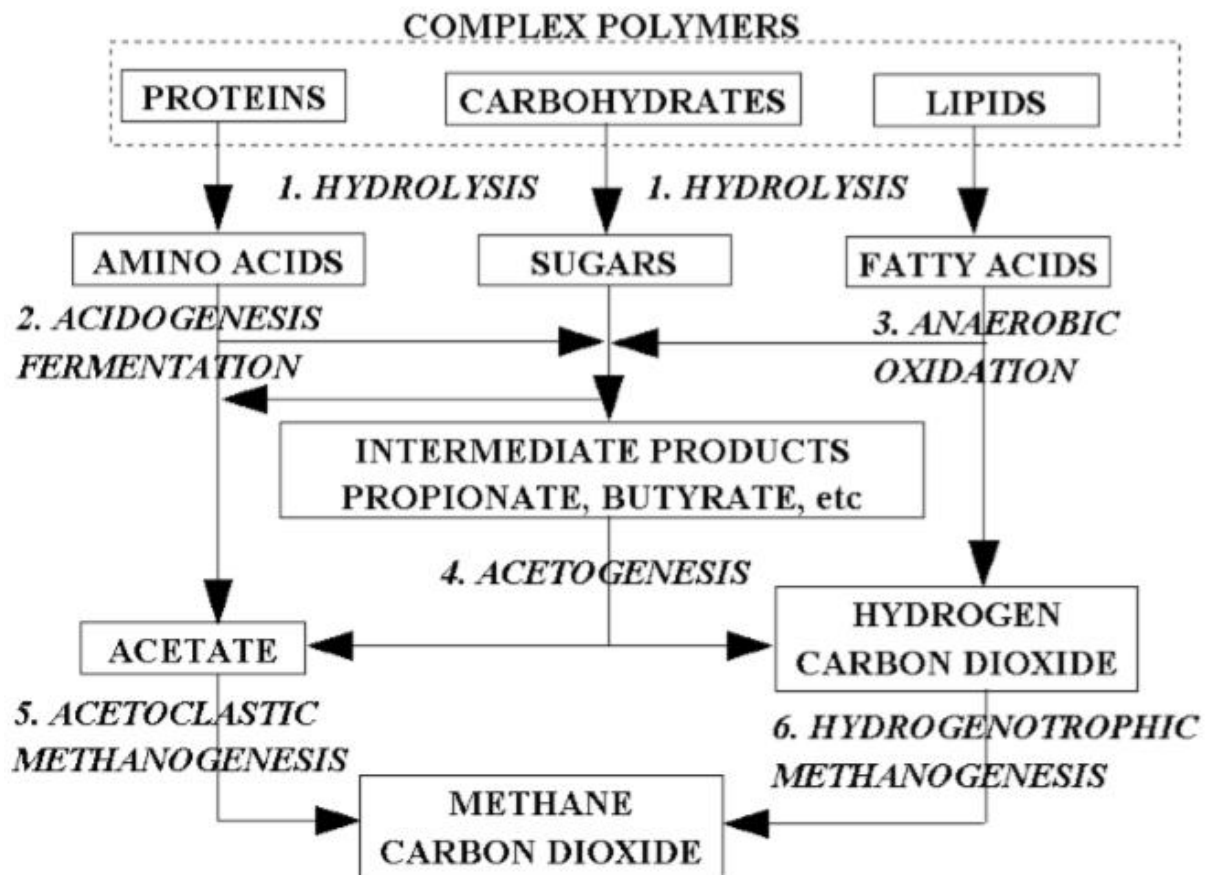 COMPLEX POLYMERS
PROTEINS
CARBOHYDRATES
LIPIDS
1. HYDROLYSIS
1. HYDROLYSIS
AMINO ACIDS
SUGARS
FATTY ACIDS
2. ACIDOGENESIS
FERMENTATION
3. ANAEROBIC
OXIDATION
INTERMEDIATE PRODUCTS
PROPIONATE, BUTYRATE, etc
4. ACETOGENESIS
ACETATE
HYDROGEN
CARBON DIOXIDE
5. ACETOCLASTIC
METHANOGENESIS
6. HYDROGENOTROPHIC
METHANOGENESIS
METHANE
CARBON DIOXIDE